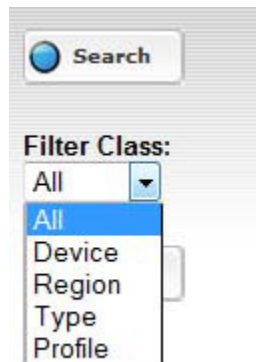 Search
Filter Class:
All
All
Device
Region
Type
Profile